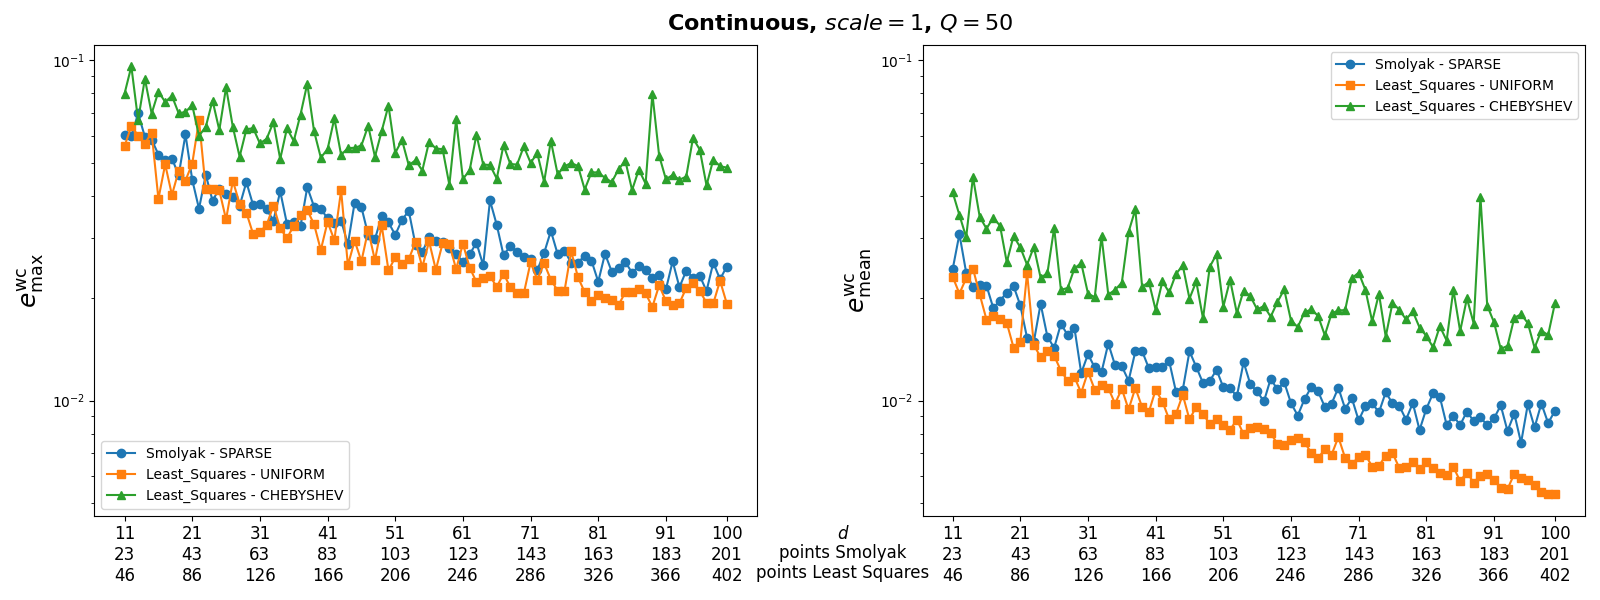 Continuous, scale = 1, Q = 50
10⁻¹
10⁻²
e^wc_max
Smolyak - SPARSE
Least_Squares - UNIFORM
Least_Squares - CHEBYSHEV
10⁻¹
10⁻²
e^wc_mean
Smolyak - SPARSE
Least_Squares - UNIFORM
Least_Squares - CHEBYSHEV
11 21 31 41 51 61 71 81 91 100 d 11 21 31 41 51 61 71 81 91 100
23 43 63 83 103 123 143 163 183 201 points Smolyak 23 43 63 83 103 123 143 163 183 201
46 86 126 166 206 246 286 326 366 402 points Least Squares 46 86 126 166 206 246 286 326 366 402